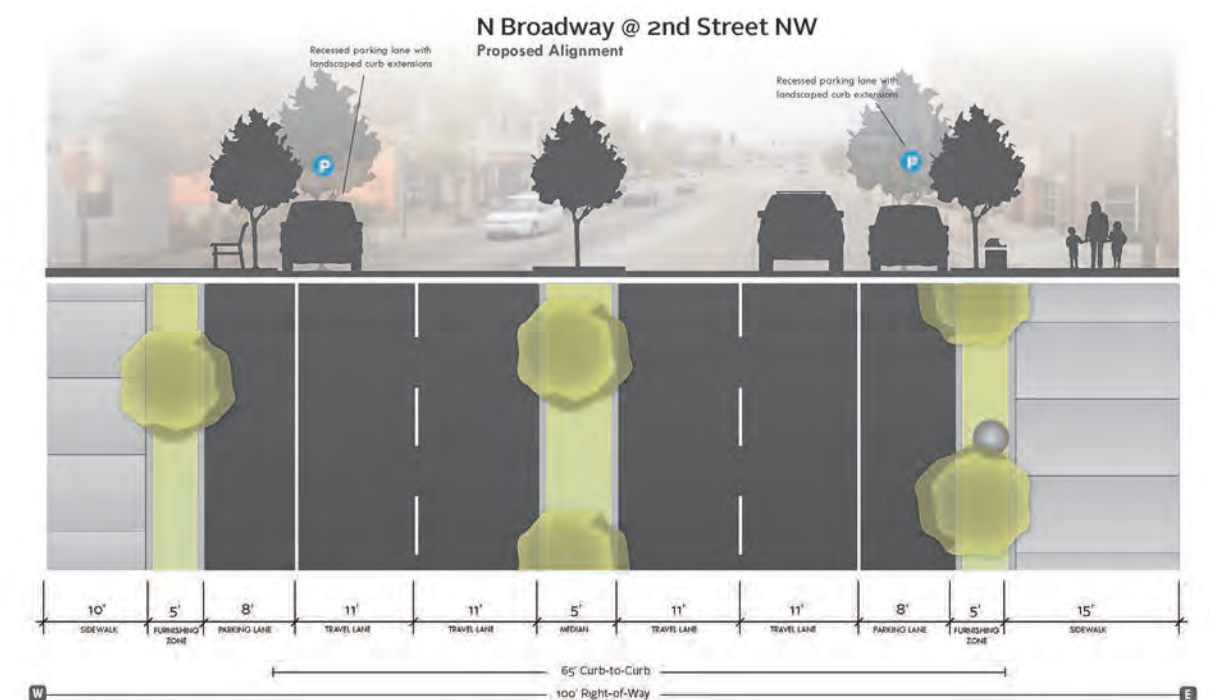 N Broadway @ 2nd Street NW
Proposed Alignment
Recessed parking lane with
landscaped curb extensions
Recessed parking lane with
landscaped curb extensions
P
P
10' 5' 8' 11' 11' 5' 11' 11' 8' 5' 15'
SIDEWALK FURNISHING ZONE PARKING LANE TRAVEL LANE TRAVEL LANE MEDIAN TRAVEL LANE TRAVEL LANE PARKING LANE FURNISHING ZONE SIDEWALK
65' Curb-to-Curb
W 100' Right-of-Way E